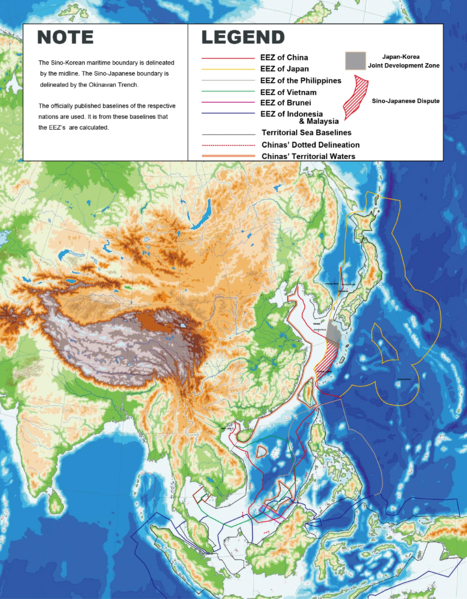 NOTE
The Sino-Korean maritime boundary is delineated
by the midline. The Sino-Japanese boundary is
delineated by the Okinawan Trench.
The officially published baselines of the respective
nations are used. It is from these baselines that
the EEZ's are calculated.
LEGEND
EEZ of China
EEZ of Japan
EEZ of the Philippines
EEZ of Vietnam
EEZ of Brunei
EEZ of Indonesia
& Malaysia
Territorial Sea Baselines
Chinas' Dotted Delineation
Chinas' Territorial Waters
Japan-Korea
Joint Development Zone
Sino-Japanese Dispute